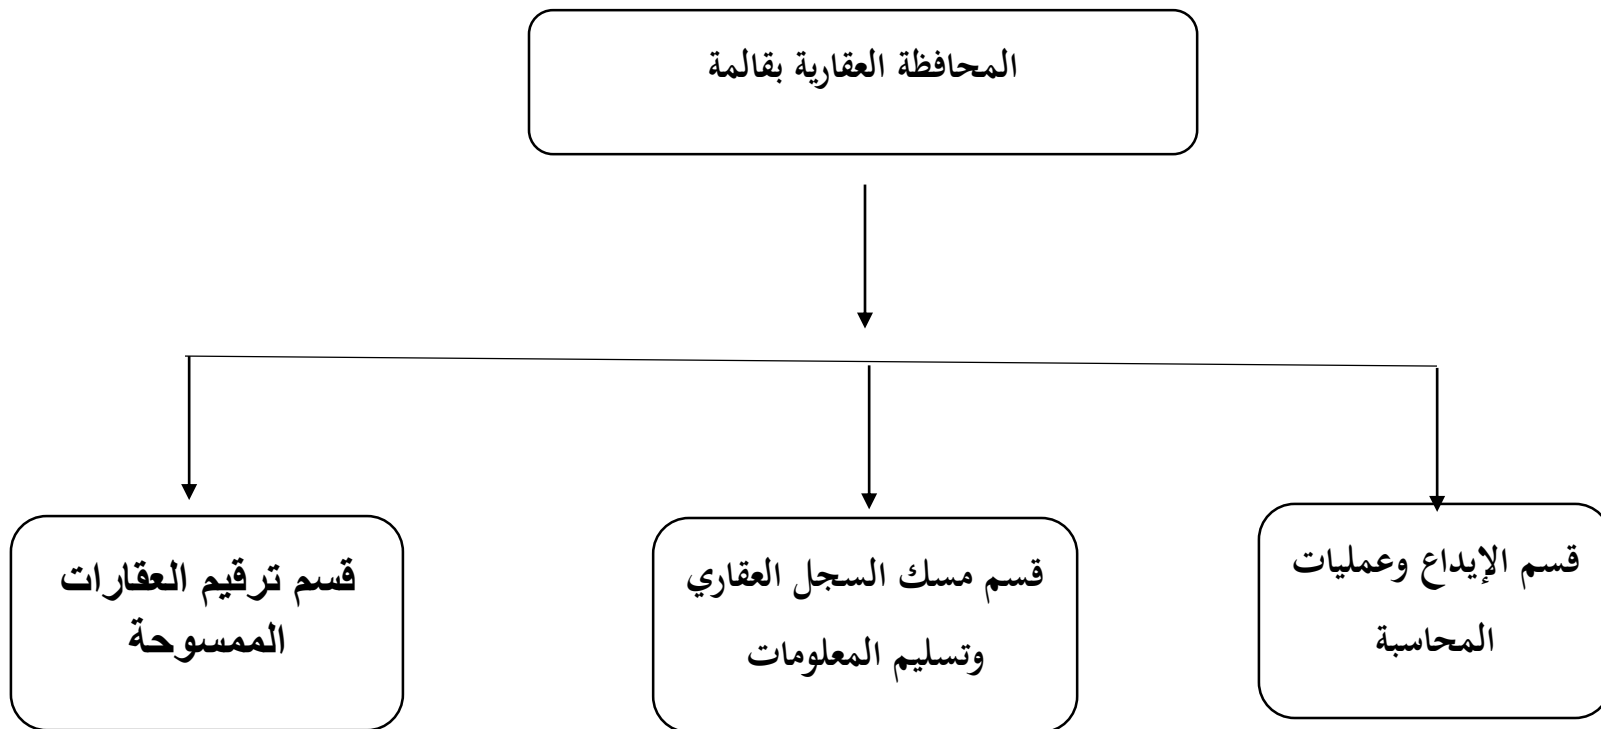 المحافظة العقارية بقالمة
قسم الإيداع وعمليات
المحاسبة
قسم مسك السجل العقاري
وتسليم المعلومات
قسم ترقيم العقارات
الممسوحة